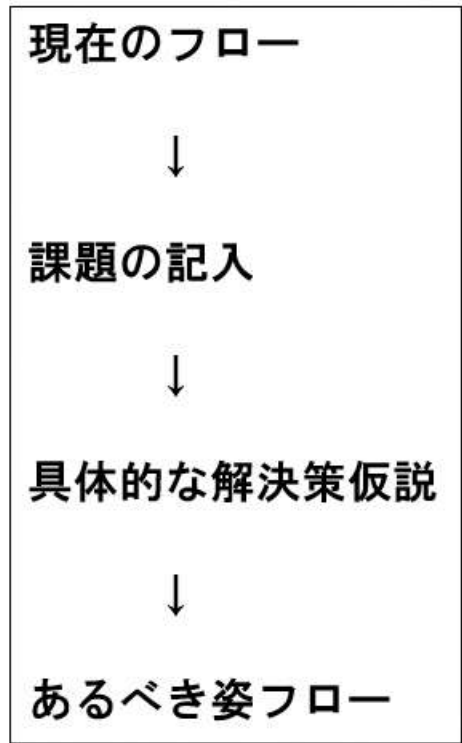 現在のフロー
↓
課題の記入
↓
具体的な解決策仮説
↓
あるべき姿フロー